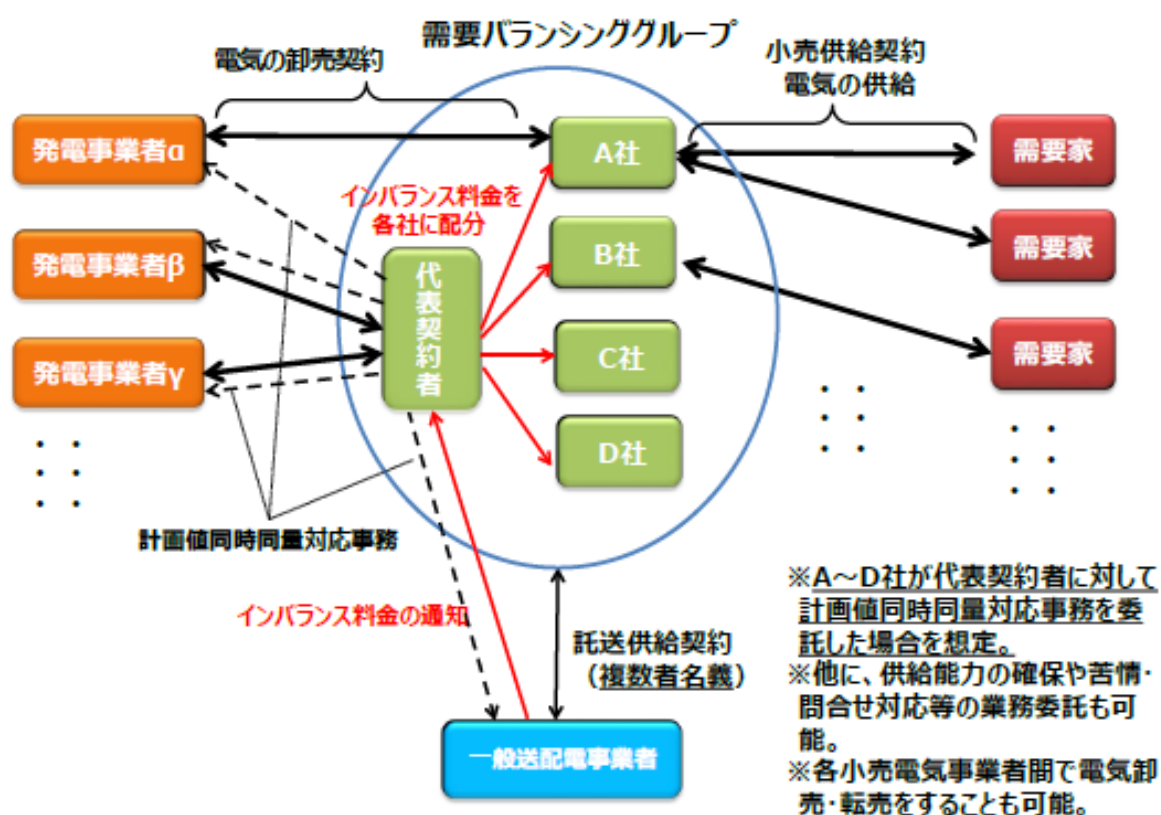 需要バランシンググループ
電気の卸売契約
小売供給契約
電気の供給
発電事業者α
発電事業者β
発電事業者γ
インバランス料金を
各社に配分
代表契約者
A社
B社
C社
D社
需要家
需要家
需要家
計画値同時同量対応事務
インバランス料金の通知
託送供給契約
(複数者名義)
一般送配電事業者
※A～D社が代表契約者に対して
計画値同時同量対応事務を委
託した場合を想定。
※他に、供給能力の確保や苦情・
問合せ対応等の業務委託も可
能。
※各小売電気事業者間で電気卸
売・転売をすることも可能。